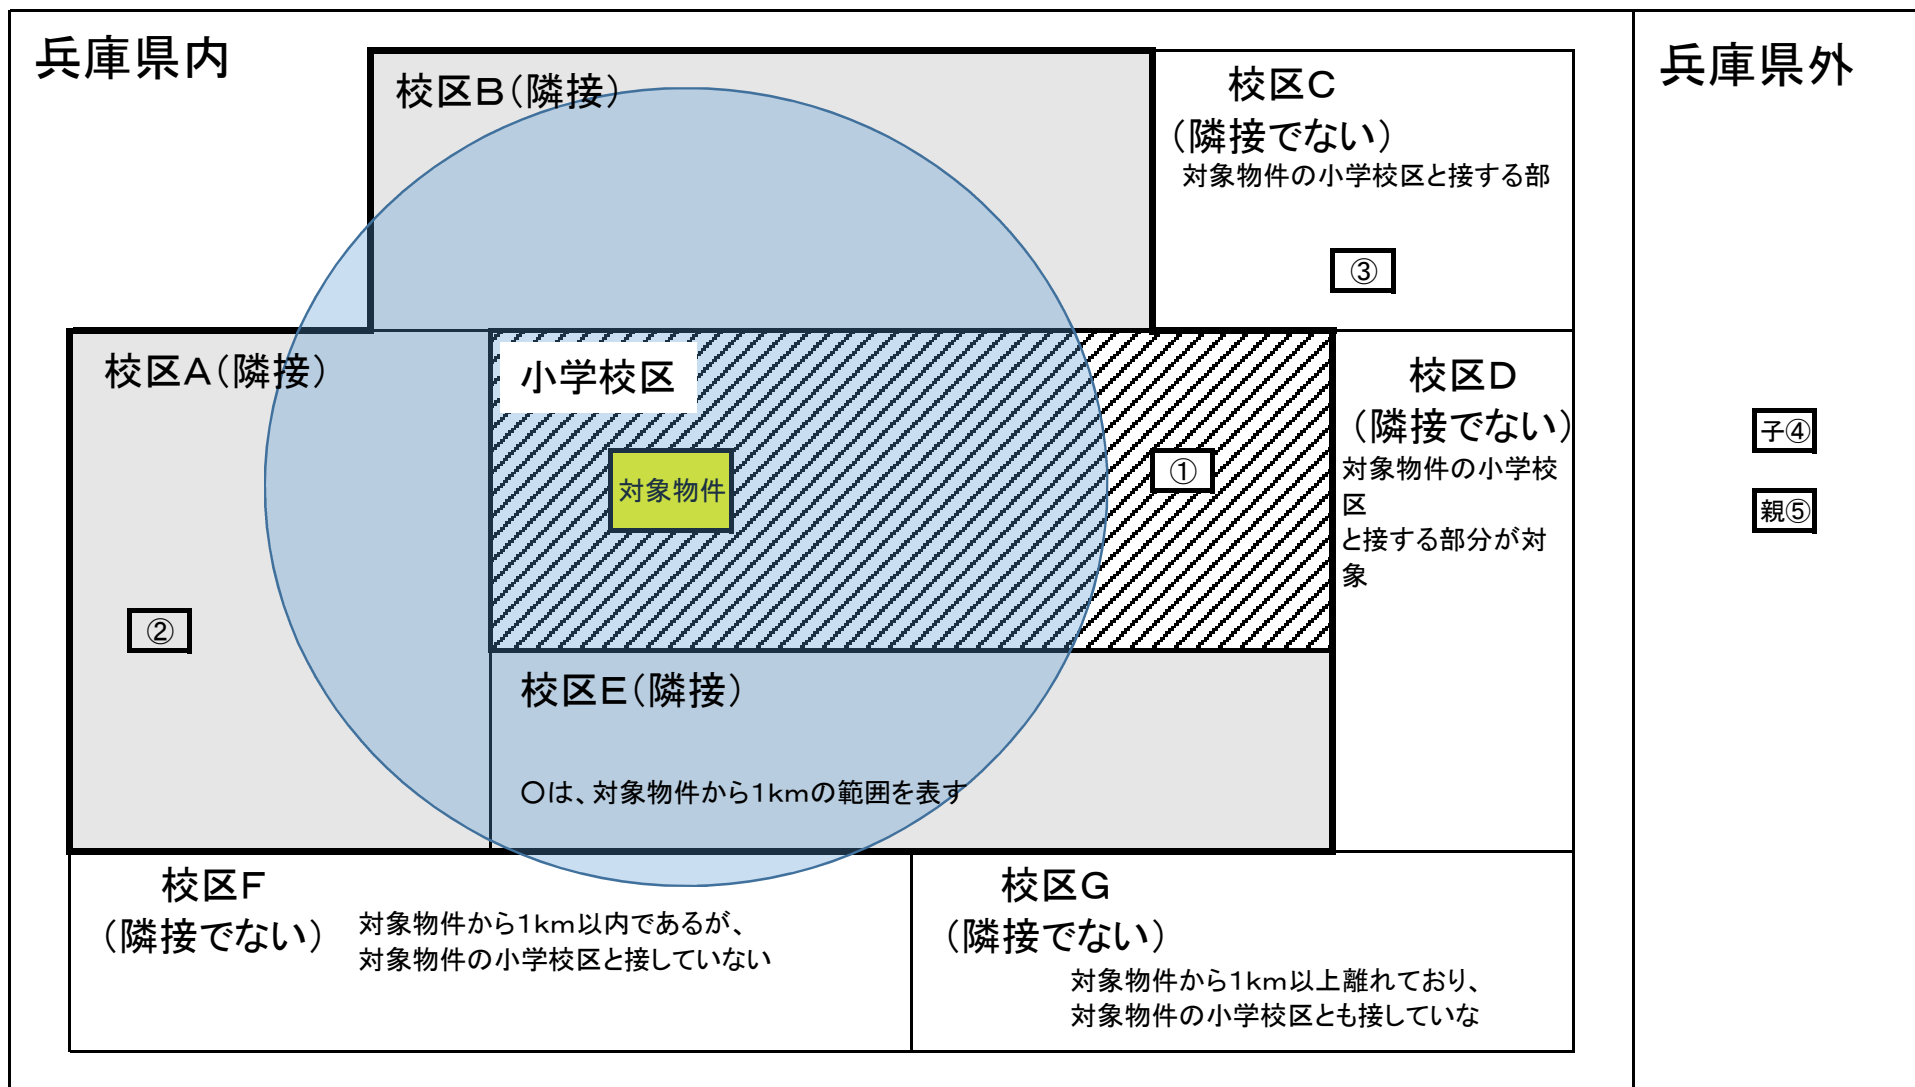 兵庫県内
兵庫県外
校区B(隣接)
校区C
(隣接でない)
対象物件の小学校区と接する部
③
校区A(隣接)
小学校区
校区D
(隣接でない)
対象物件の小学校
区
と接する部分が対
象
対象物件
①
子④
親⑤
②
校区E(隣接)
○は、対象物件から1kmの範囲を表す
校区F
(隣接でない)
対象物件から1km以内であるが、
対象物件の小学校区と接していない
校区G
(隣接でない)
対象物件から1km以上離れており、
対象物件の小学校区とも接していな